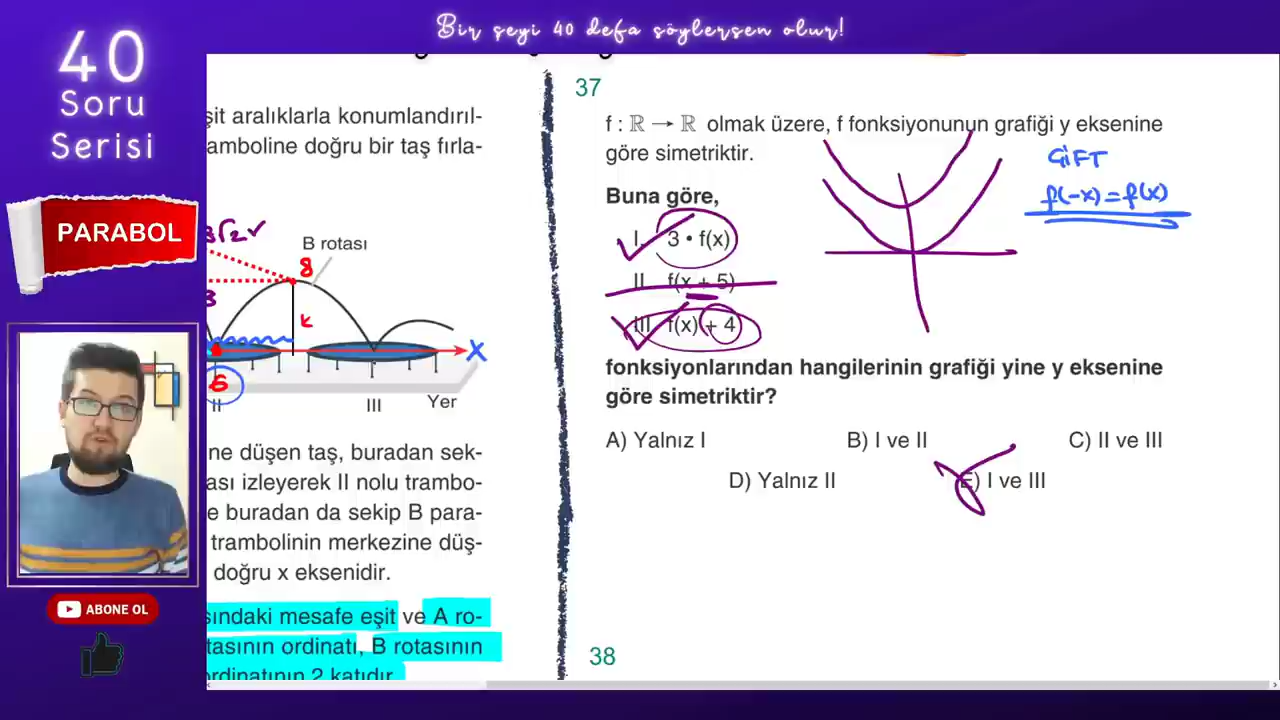 Bir şeyi 40 defa söylersen olur!
40
Soru
Serisi
PARABOL
ABONE OL
şit aralıklarla konumlandırıl-
amboline doğru bir taş fırla-
B rotası
8
6
X
II
III
Yer
ne düşen taş, buradan sek-
ası izleyerek II nolu trambo-
e buradan da sekip B para-
trambolinin merkezine düş-
doğru x eksenidir.
sındaki mesafe eşit ve A ro-
tasının ordinatı, B rotasının
ordinatının 2 katıdır.
37
f : ℝ → ℝ olmak üzere, f fonksiyonunun grafiği y eksenine
göre simetriktir.
ÇİFT
f(-x) = f(x)
Buna göre,
I. 3 • f(x)
II f(x + 5)
III. f(x) + 4
fonksiyonlarından hangilerinin grafiği yine y eksenine
göre simetriktir?
A) Yalnız I B) I ve II C) II ve III
D) Yalnız II E) I ve III
38